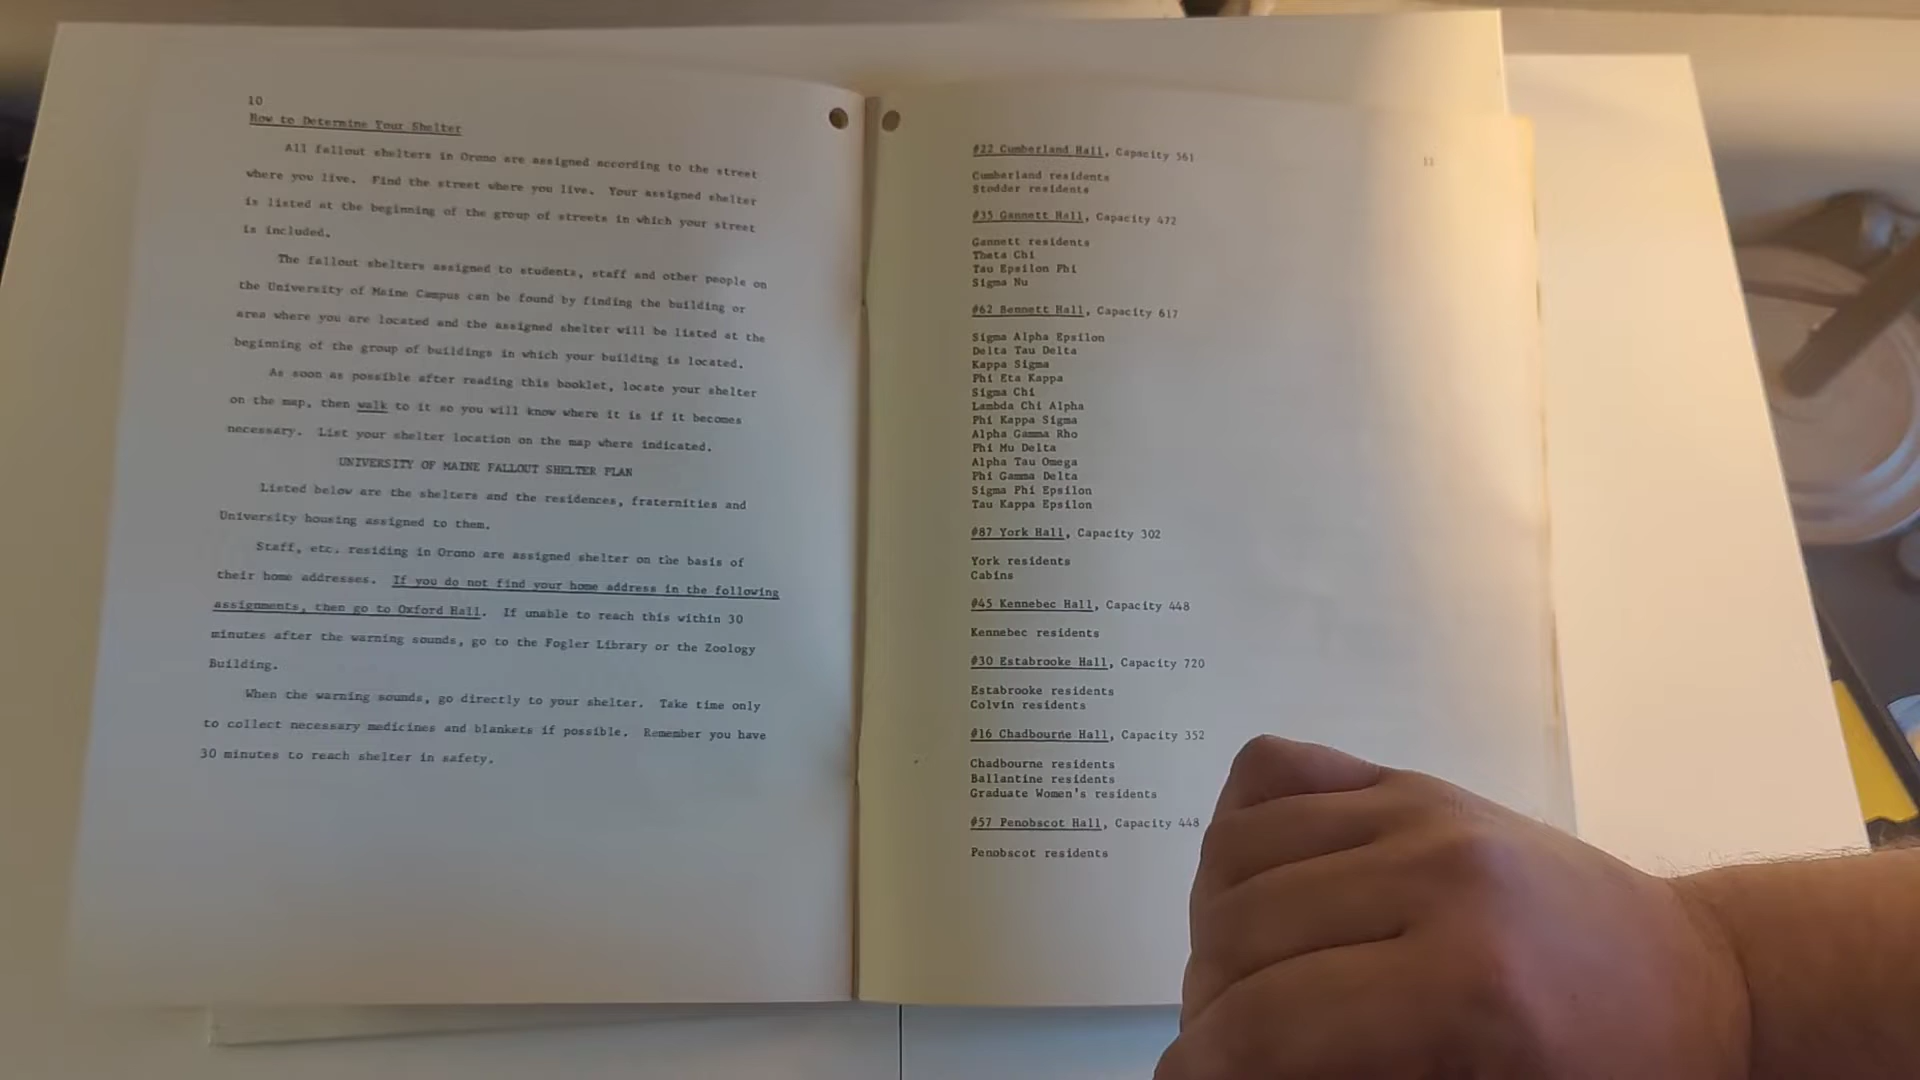 10
How to Determine Your Shelter
All fallout shelters in Orono are assigned according to the street
where you live. Find the street where you live. Your assigned shelter
is listed at the beginning of the group of streets in which your street
is included.
The fallout shelters assigned to students, staff and other people on
the University of Maine Campus can be found by finding the building or
area where you are located and the assigned shelter will be listed at the
beginning of the group of buildings in which your building is located.
As soon as possible after reading this booklet, locate your shelter
on the map, then walk to it so you will know where it is if it becomes
necessary. List your shelter location on the map where indicated.
UNIVERSITY OF MAINE FALLOUT SHELTER PLAN
Listed below are the shelters and the residences, fraternities and
University housing assigned to them.
Staff, etc. residing in Orono are assigned shelter on the basis of
their home addresses. If you do not find your home address in the following
assignments, then go to Oxford Hall. If unable to reach this within 30
minutes after the warning sounds, go to the Fogler Library or the Zoology
Building.
When the warning sounds, go directly to your shelter. Take time only
to collect necessary medicines and blankets if possible. Remember you have
30 minutes to reach shelter in safety.
11
#22 Cumberland Hall, Capacity 561
Cumberland residents
Stodder residents
#35 Gannett Hall, Capacity 472
Gannett residents
Theta Chi
Tau Epsilon Phi
Sigma Nu
#62 Bennett Hall, Capacity 617
Sigma Alpha Epsilon
Delta Tau Delta
Kappa Sigma
Phi Eta Kappa
Sigma Chi
Lambda Chi Alpha
Phi Kappa Sigma
Alpha Gamma Rho
Phi Mu Delta
Alpha Tau Omega
Phi Gamma Delta
Sigma Phi Epsilon
Tau Kappa Epsilon
#87 York Hall, Capacity 302
York residents
Cabins
#45 Kennebec Hall, Capacity 448
Kennebec residents
#30 Estabrooke Hall, Capacity 720
Estabrooke residents
Colvin residents
#16 Chadbourne Hall, Capacity 352
Chadbourne residents
Ballantine residents
Graduate Women's residents
#57 Penobscot Hall, Capacity 448
Penobscot residents